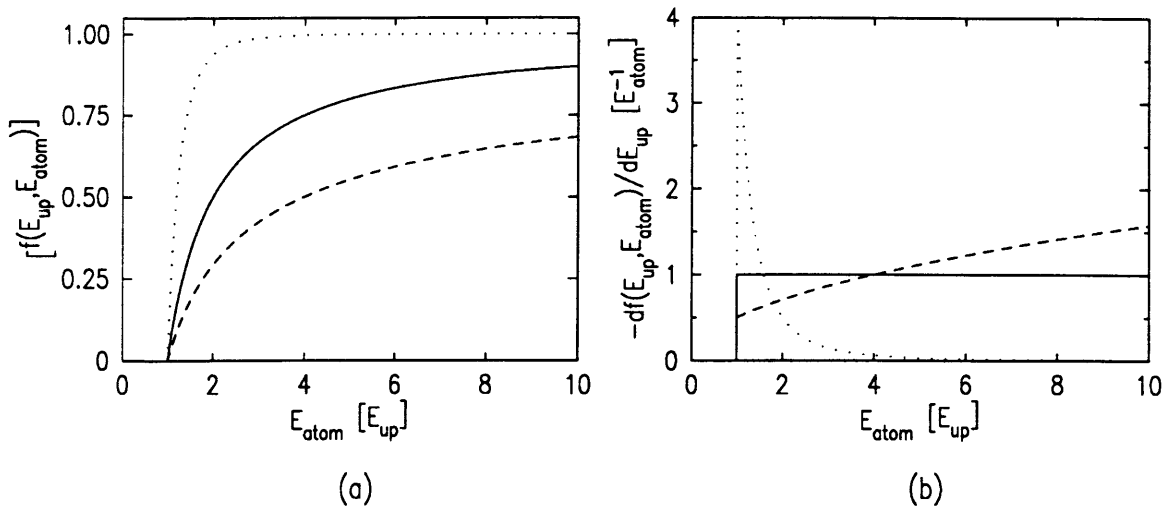 1.00
0.75
0.50
0.25
0
[f(E_up,E_atom)]
0 2 4 6 8 10
E_atom [E_up]
(a)
4
3
2
1
0
-df(E_up,E_atom)/dE_up [E_atom^-1]
0 2 4 6 8 10
E_atom [E_up]
(b)